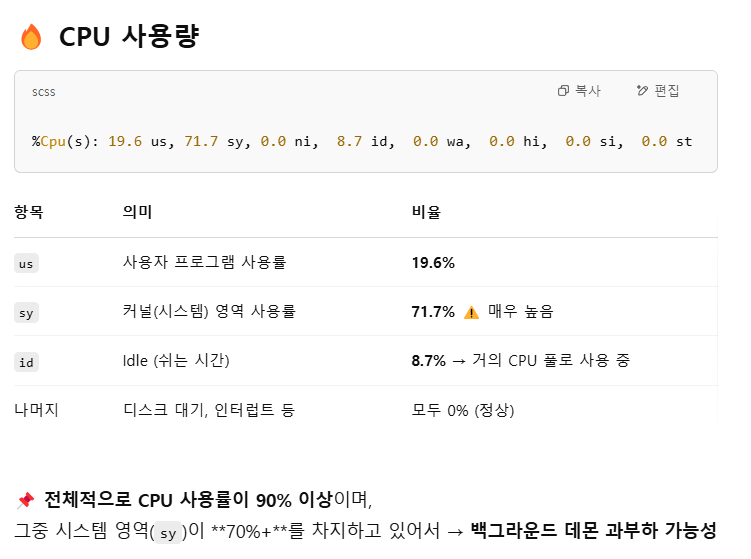 🔥 CPU 사용량
scss
복사
편집
%Cpu(s): 19.6 us, 71.7 sy, 0.0 ni,  8.7 id,  0.0 wa,  0.0 hi,  0.0 si,  0.0 st
항목 의미 비율
us 사용자 프로그램 사용률 19.6%
sy 커널(시스템) 영역 사용률 71.7% ⚠️ 매우 높음
id Idle (쉬는 시간) 8.7% → 거의 CPU 풀로 사용 중
나머지 디스크 대기, 인터럽트 등 모두 0% (정상)
📌 전체적으로 CPU 사용률이 90% 이상이며,
그중 시스템 영역(sy)이 **70%+**를 차지하고 있어서 → 백그라운드 데몬 과부하 가능성